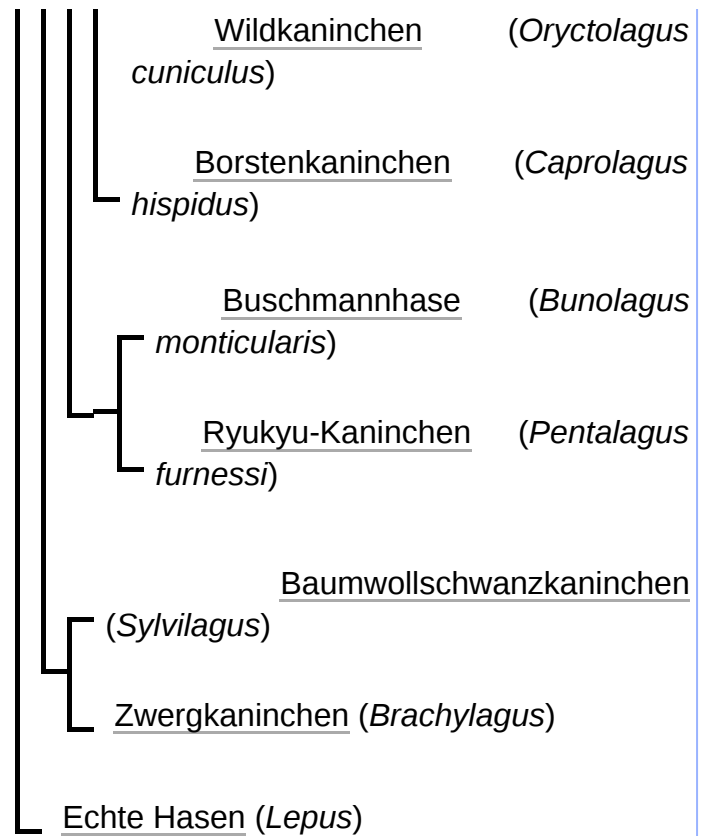 Wildkaninchen (Oryctolagus
cuniculus)
Borstenkaninchen (Caprolagus
hispidus)
Buschmannhase (Bunolagus
monticularis)
Ryukyu-Kaninchen (Pentalagus
furnessi)
Baumwollschwanzkaninchen
(Sylvilagus)
Zwergkaninchen (Brachylagus)
Echte Hasen (Lepus)